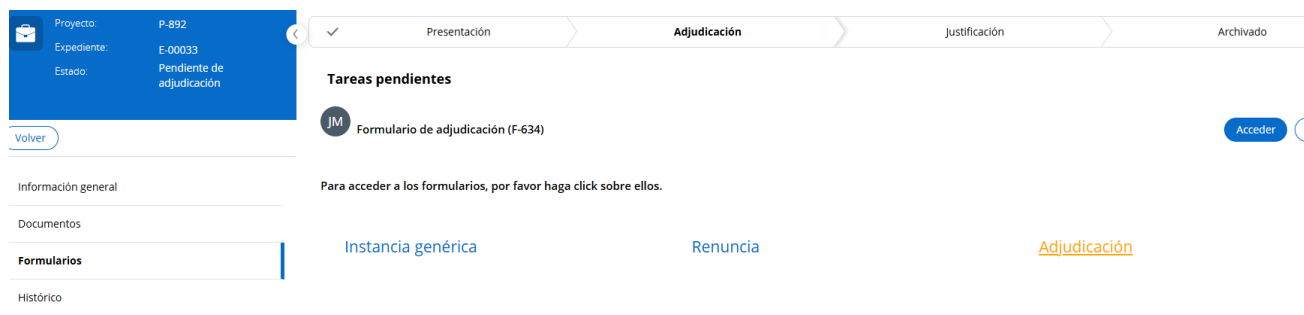 Proyecto: P-892
Expediente: E-00033
Estado: Pendiente de
adjudicación
Volver
Información general
Documentos
Formularios
Histórico
Presentación
Adjudicación
Justificación
Archivado
Tareas pendientes
JM
Formulario de adjudicación (F-634)
Acceder
Para acceder a los formularios, por favor haga click sobre ellos.
Instancia genérica
Renuncia
Adjudicación